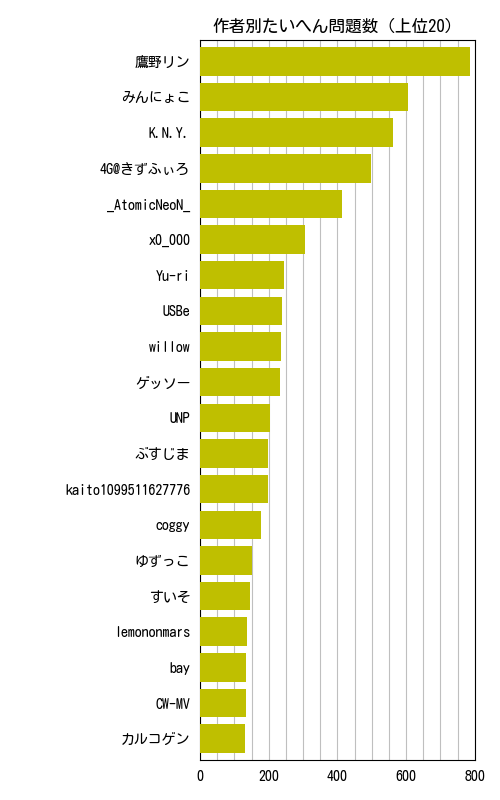 作者別たいへん問題数 (上位20)
鷹野リン
みんにょこ
K.N.Y.
4G@きずふぃろ
_AtomicNeoN_
x0_000
Yu-ri
USBe
willow
ゲッソー
UNP
ぷすじま
kaito1099511627776
coggy
ゆずっこ
すいそ
lemononmars
bay
CW-MV
カルコゲン
0 200 400 600 800